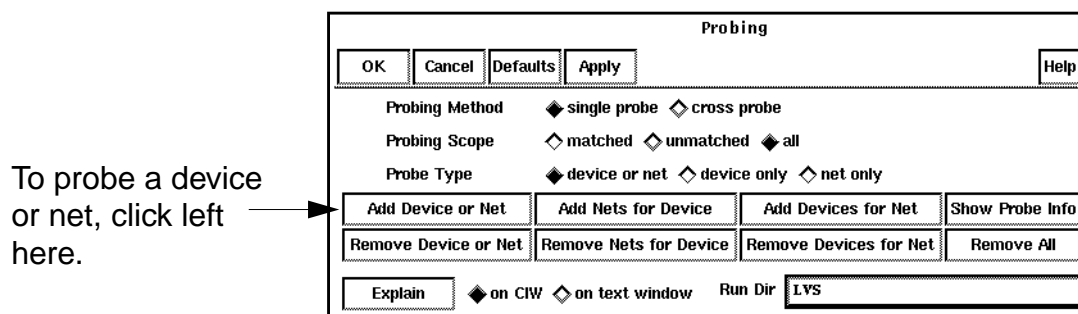 Probing
OK Cancel Defaults Apply Help
Probing Method single probe cross probe
Probing Scope matched unmatched all
Probe Type device or net device only net only
To probe a device
or net, click left
here.
Add Device or Net Add Nets for Device Add Devices for Net Show Probe Info
Remove Device or Net Remove Nets for Device Remove Devices for Net Remove All
Explain on CIW on text window Run Dir LVS